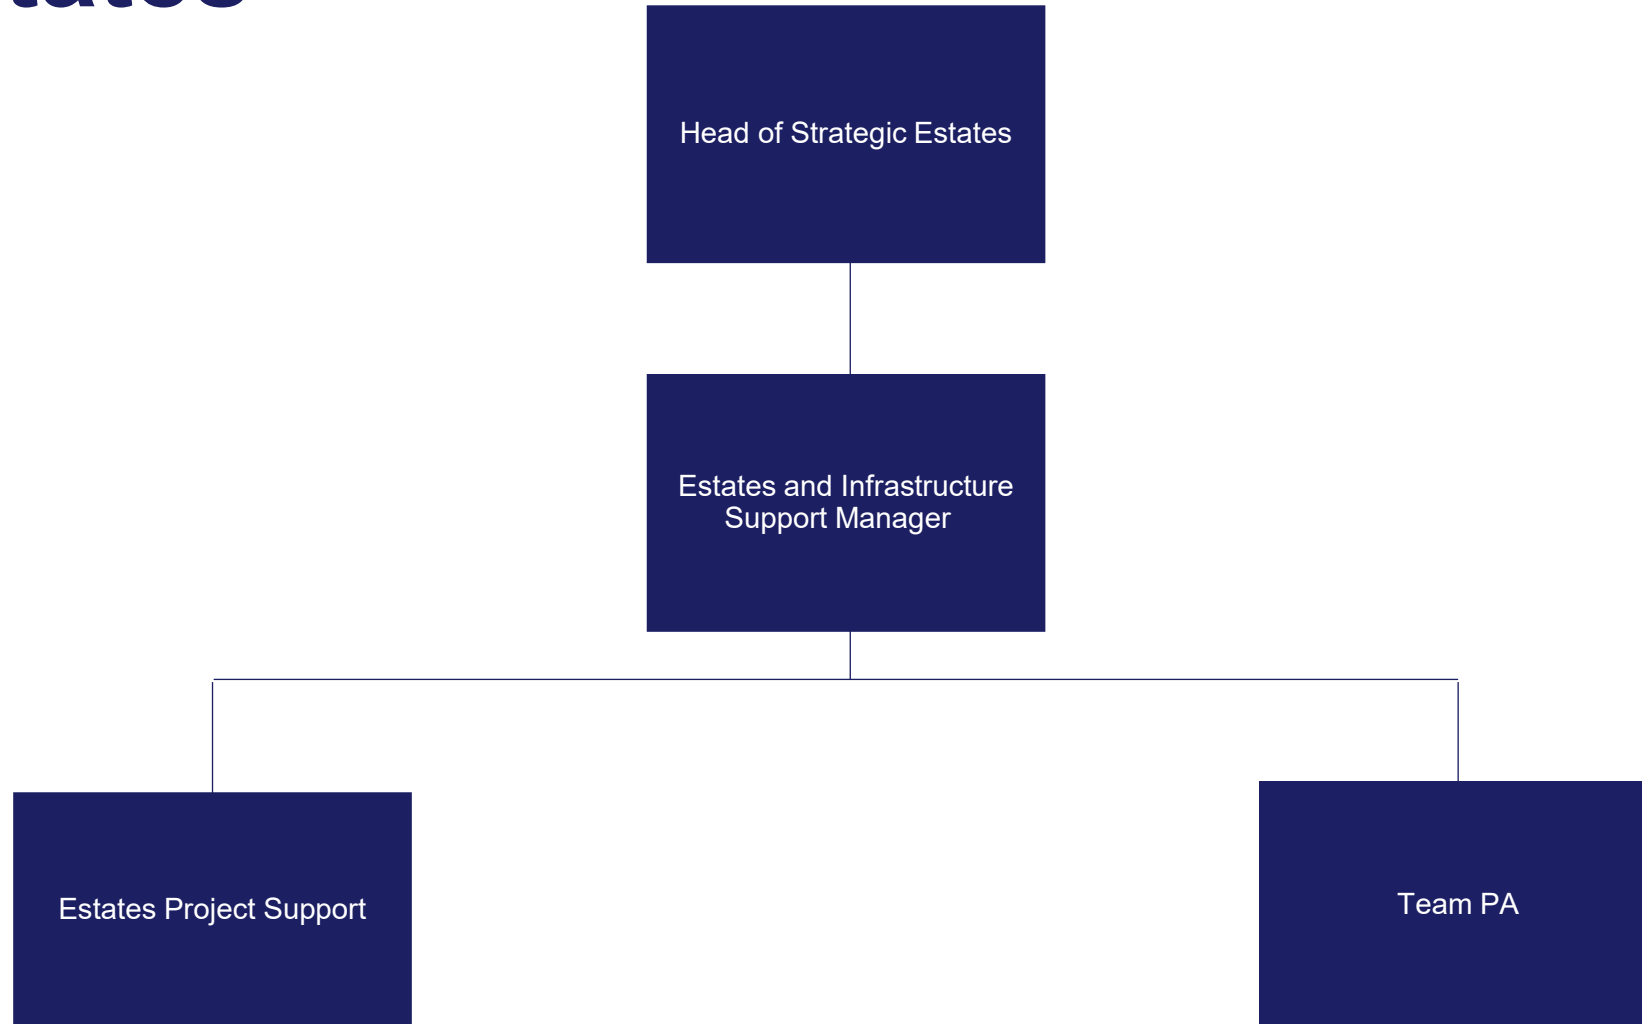 Head of Strategic Estates
Estates and Infrastructure
Support Manager
Estates Project Support
Team PA